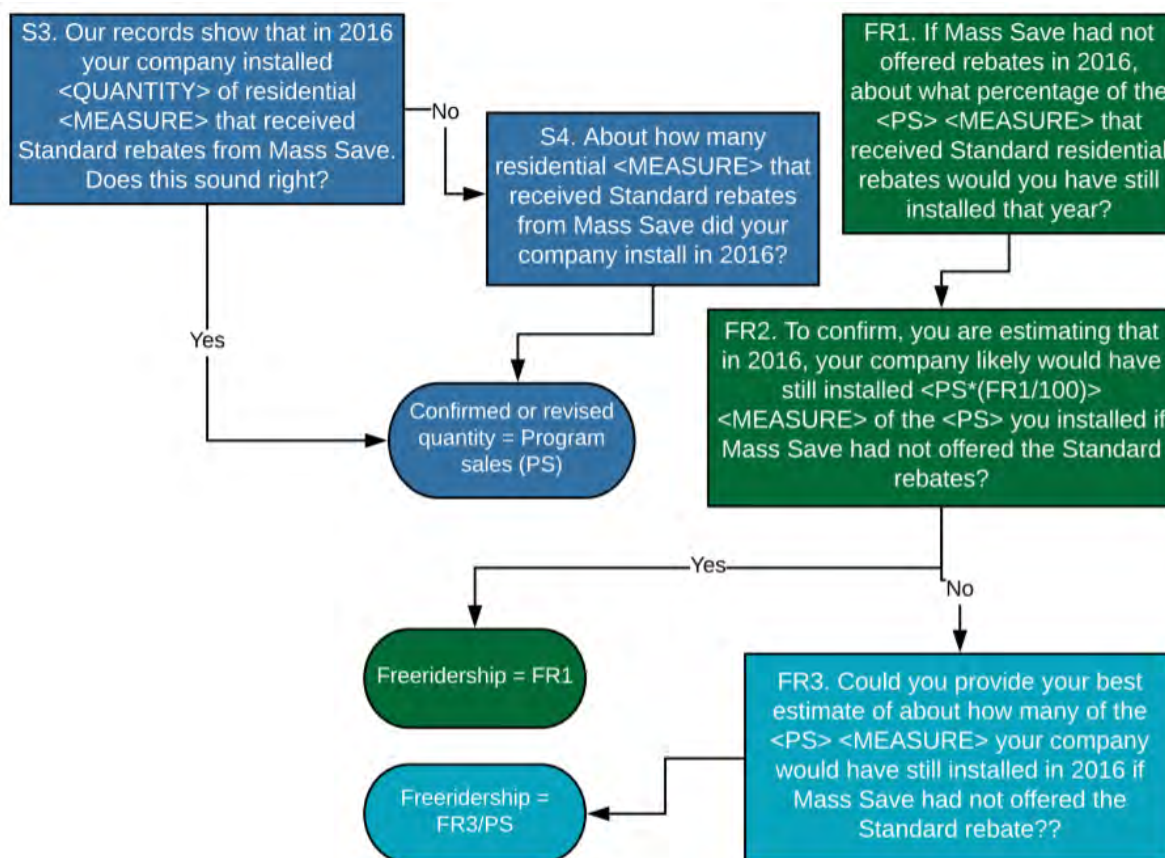 S3. Our records show that in 2016
your company installed
<QUANTITY> of residential
<MEASURE> that received
Standard rebates from Mass Save.
Does this sound right?
No
S4. About how many
residential <MEASURE> that
received Standard rebates
from Mass Save did your
company install in 2016?
Yes
Confirmed or revised
quantity = Program
sales (PS)
FR1. If Mass Save had not
offered rebates in 2016,
about what percentage of the
<PS> <MEASURE> that
received Standard residential
rebates would you have still
installed that year?
FR2. To confirm, you are estimating that
in 2016, your company likely would have
still installed <PS*(FR1/100)>
<MEASURE> of the <PS> you installed if
Mass Save had not offered the Standard
rebates?
Yes
No
Freeridership = FR1
FR3. Could you provide your best
estimate of about how many of the
<PS> <MEASURE> your company
would have still installed in 2016 if
Mass Save had not offered the
Standard rebate??
Freeridership =
FR3/PS